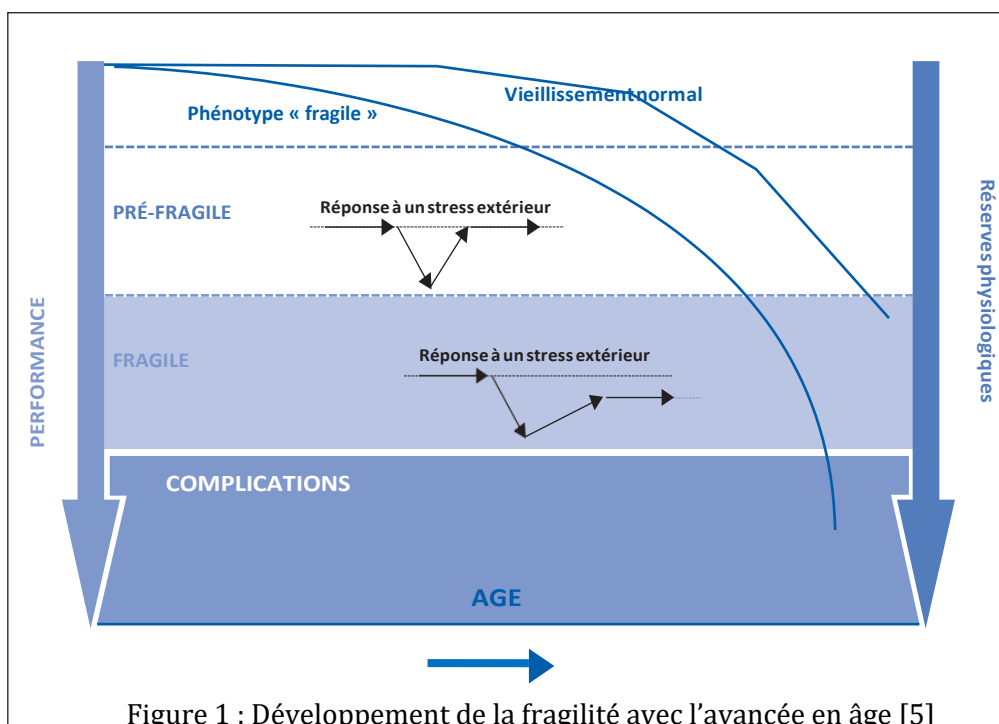 Vieillissement normal
Phénotype « fragile »
PRÉ-FRAGILE
Réponse à un stress extérieur
FRAGILE
Réponse à un stress extérieur
COMPLICATIONS
AGE
PERFORMANCE
Réserves physiologiques
Figure 1 : Développement de la fragilité avec l’avancée en âge [5]